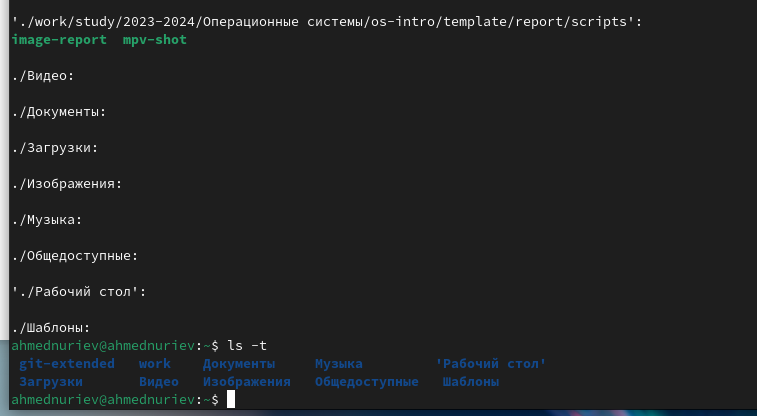 './work/study/2023-2024/Операционные системы/os-intro/template/report/scripts':
image-report  mpv-shot
./Видео:
./Документы:
./Загрузки:
./Изображения:
./Музыка:
./Общедоступные:
'./Рабочий стол':
./Шаблоны:
ahmednuriev@ahmednuriev:~$ ls -t
git-extended  work  Документы  Музыка  'Рабочий стол'
Загрузки  Видео  Изображения  Общедоступные  Шаблоны
ahmednuriev@ahmednuriev:~$